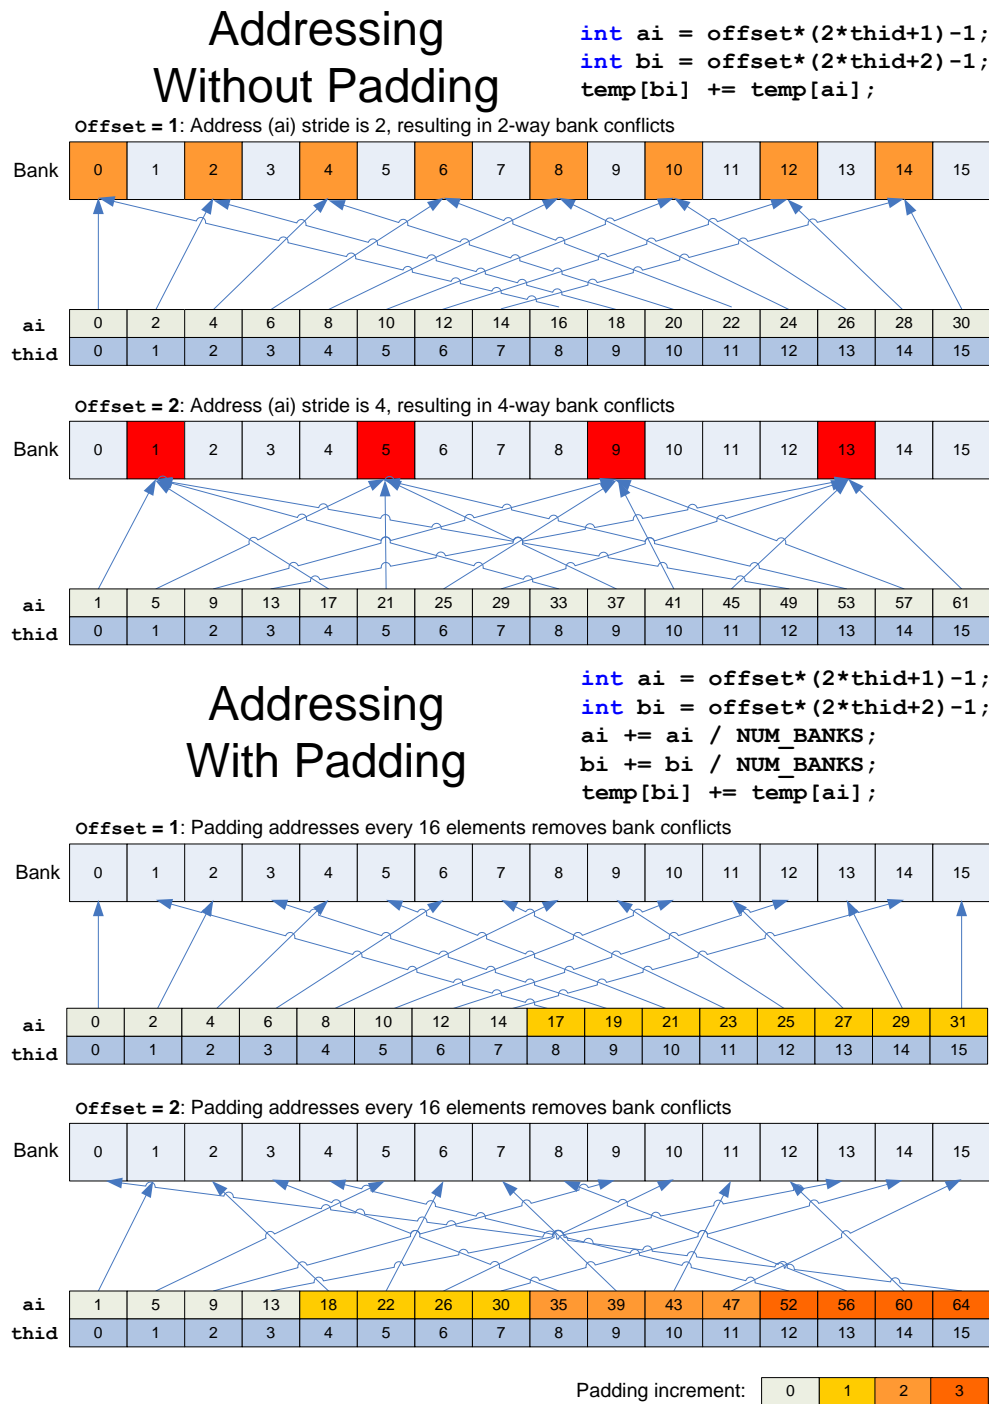 Addressing
Without Padding
int ai = offset*(2*thid+1)-1;
int bi = offset*(2*thid+2)-1;
temp[bi] += temp[ai];
Offset = 1: Address (ai) stride is 2, resulting in 2-way bank conflicts
Bank 0 1 2 3 4 5 6 7 8 9 10 11 12 13 14 15
ai 0 2 4 6 8 10 12 14 16 18 20 22 24 26 28 30
thid 0 1 2 3 4 5 6 7 8 9 10 11 12 13 14 15
Offset = 2: Address (ai) stride is 4, resulting in 4-way bank conflicts
Bank 0 1 2 3 4 5 6 7 8 9 10 11 12 13 14 15
ai 1 5 9 13 17 21 25 29 33 37 41 45 49 53 57 61
thid 0 1 2 3 4 5 6 7 8 9 10 11 12 13 14 15
Addressing
With Padding
int ai = offset*(2*thid+1)-1;
int bi = offset*(2*thid+2)-1;
ai += ai / NUM_BANKS;
bi += bi / NUM_BANKS;
temp[bi] += temp[ai];
Offset = 1: Padding addresses every 16 elements removes bank conflicts
Bank 0 1 2 3 4 5 6 7 8 9 10 11 12 13 14 15
ai 0 2 4 6 8 10 12 14 17 19 21 23 25 27 29 31
thid 0 1 2 3 4 5 6 7 8 9 10 11 12 13 14 15
Offset = 2: Padding addresses every 16 elements removes bank conflicts
Bank 0 1 2 3 4 5 6 7 8 9 10 11 12 13 14 15
ai 1 5 9 13 18 22 26 30 35 39 43 47 52 56 60 64
thid 0 1 2 3 4 5 6 7 8 9 10 11 12 13 14 15
Padding increment: 0 1 2 3